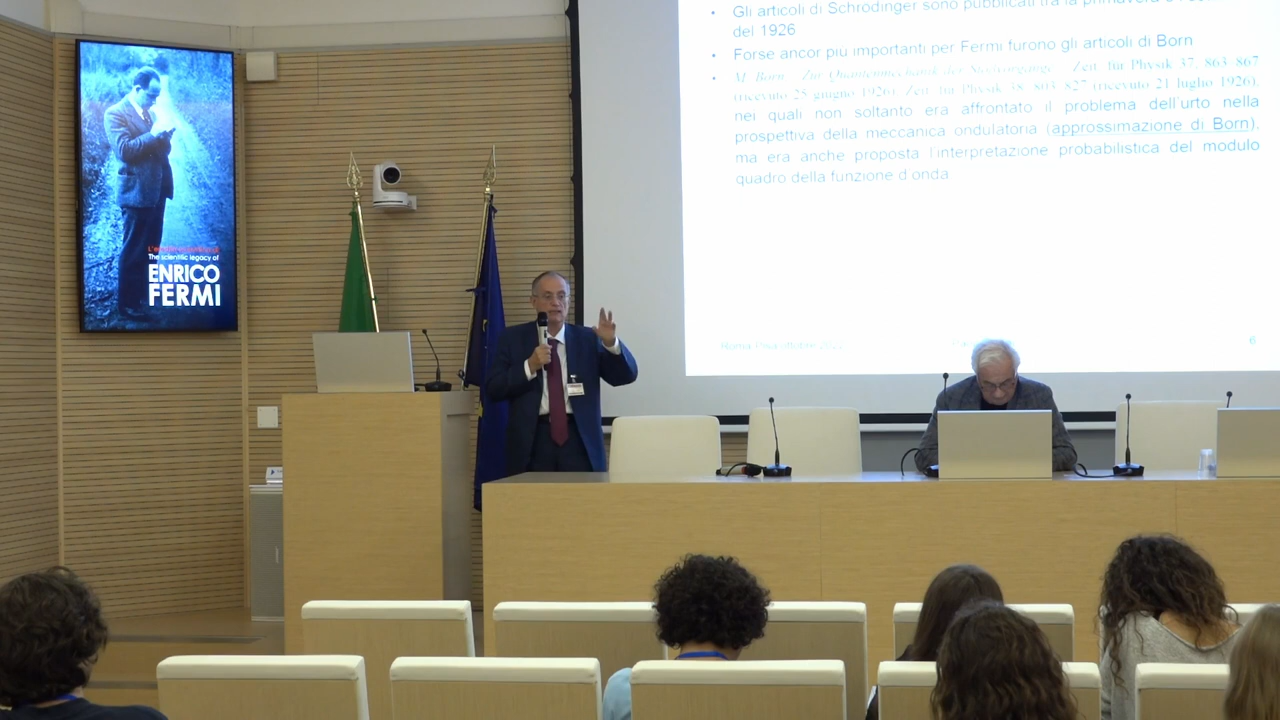 The scientific legacy of
ENRICO
FERMI
Gli articoli di Schrodinger sono pubblicati tra la primavera
del 1926
Forse ancor più importanti per Fermi furono gli articoli di Born
M. Born Zur Quantenmechanik der Stoßvorgänge Zeit. für Physik 37, 863-867
(ricevuto 25 giugno 1926), Zeit. für Physik 38, 803-827 (ricevuto 21 luglio 1926),
nei quali non soltanto era affrontato il problema dell'urto nella
prospettiva della meccanica ondulatoria (approssimazione di Born),
ma era anche proposta l'interpretazione probabilistica del modulo
quadro della funzione d'onda
Roma ottobre 2022
6